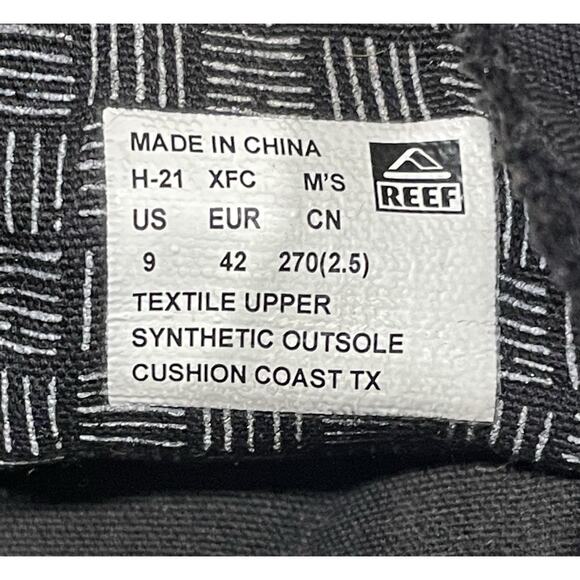 MADE IN CHINA
H-21 XFC M'S
REEF
US EUR CN
9 42 270(2.5)
TEXTILE UPPER
SYNTHETIC OUTSOLE
CUSHION COAST TX